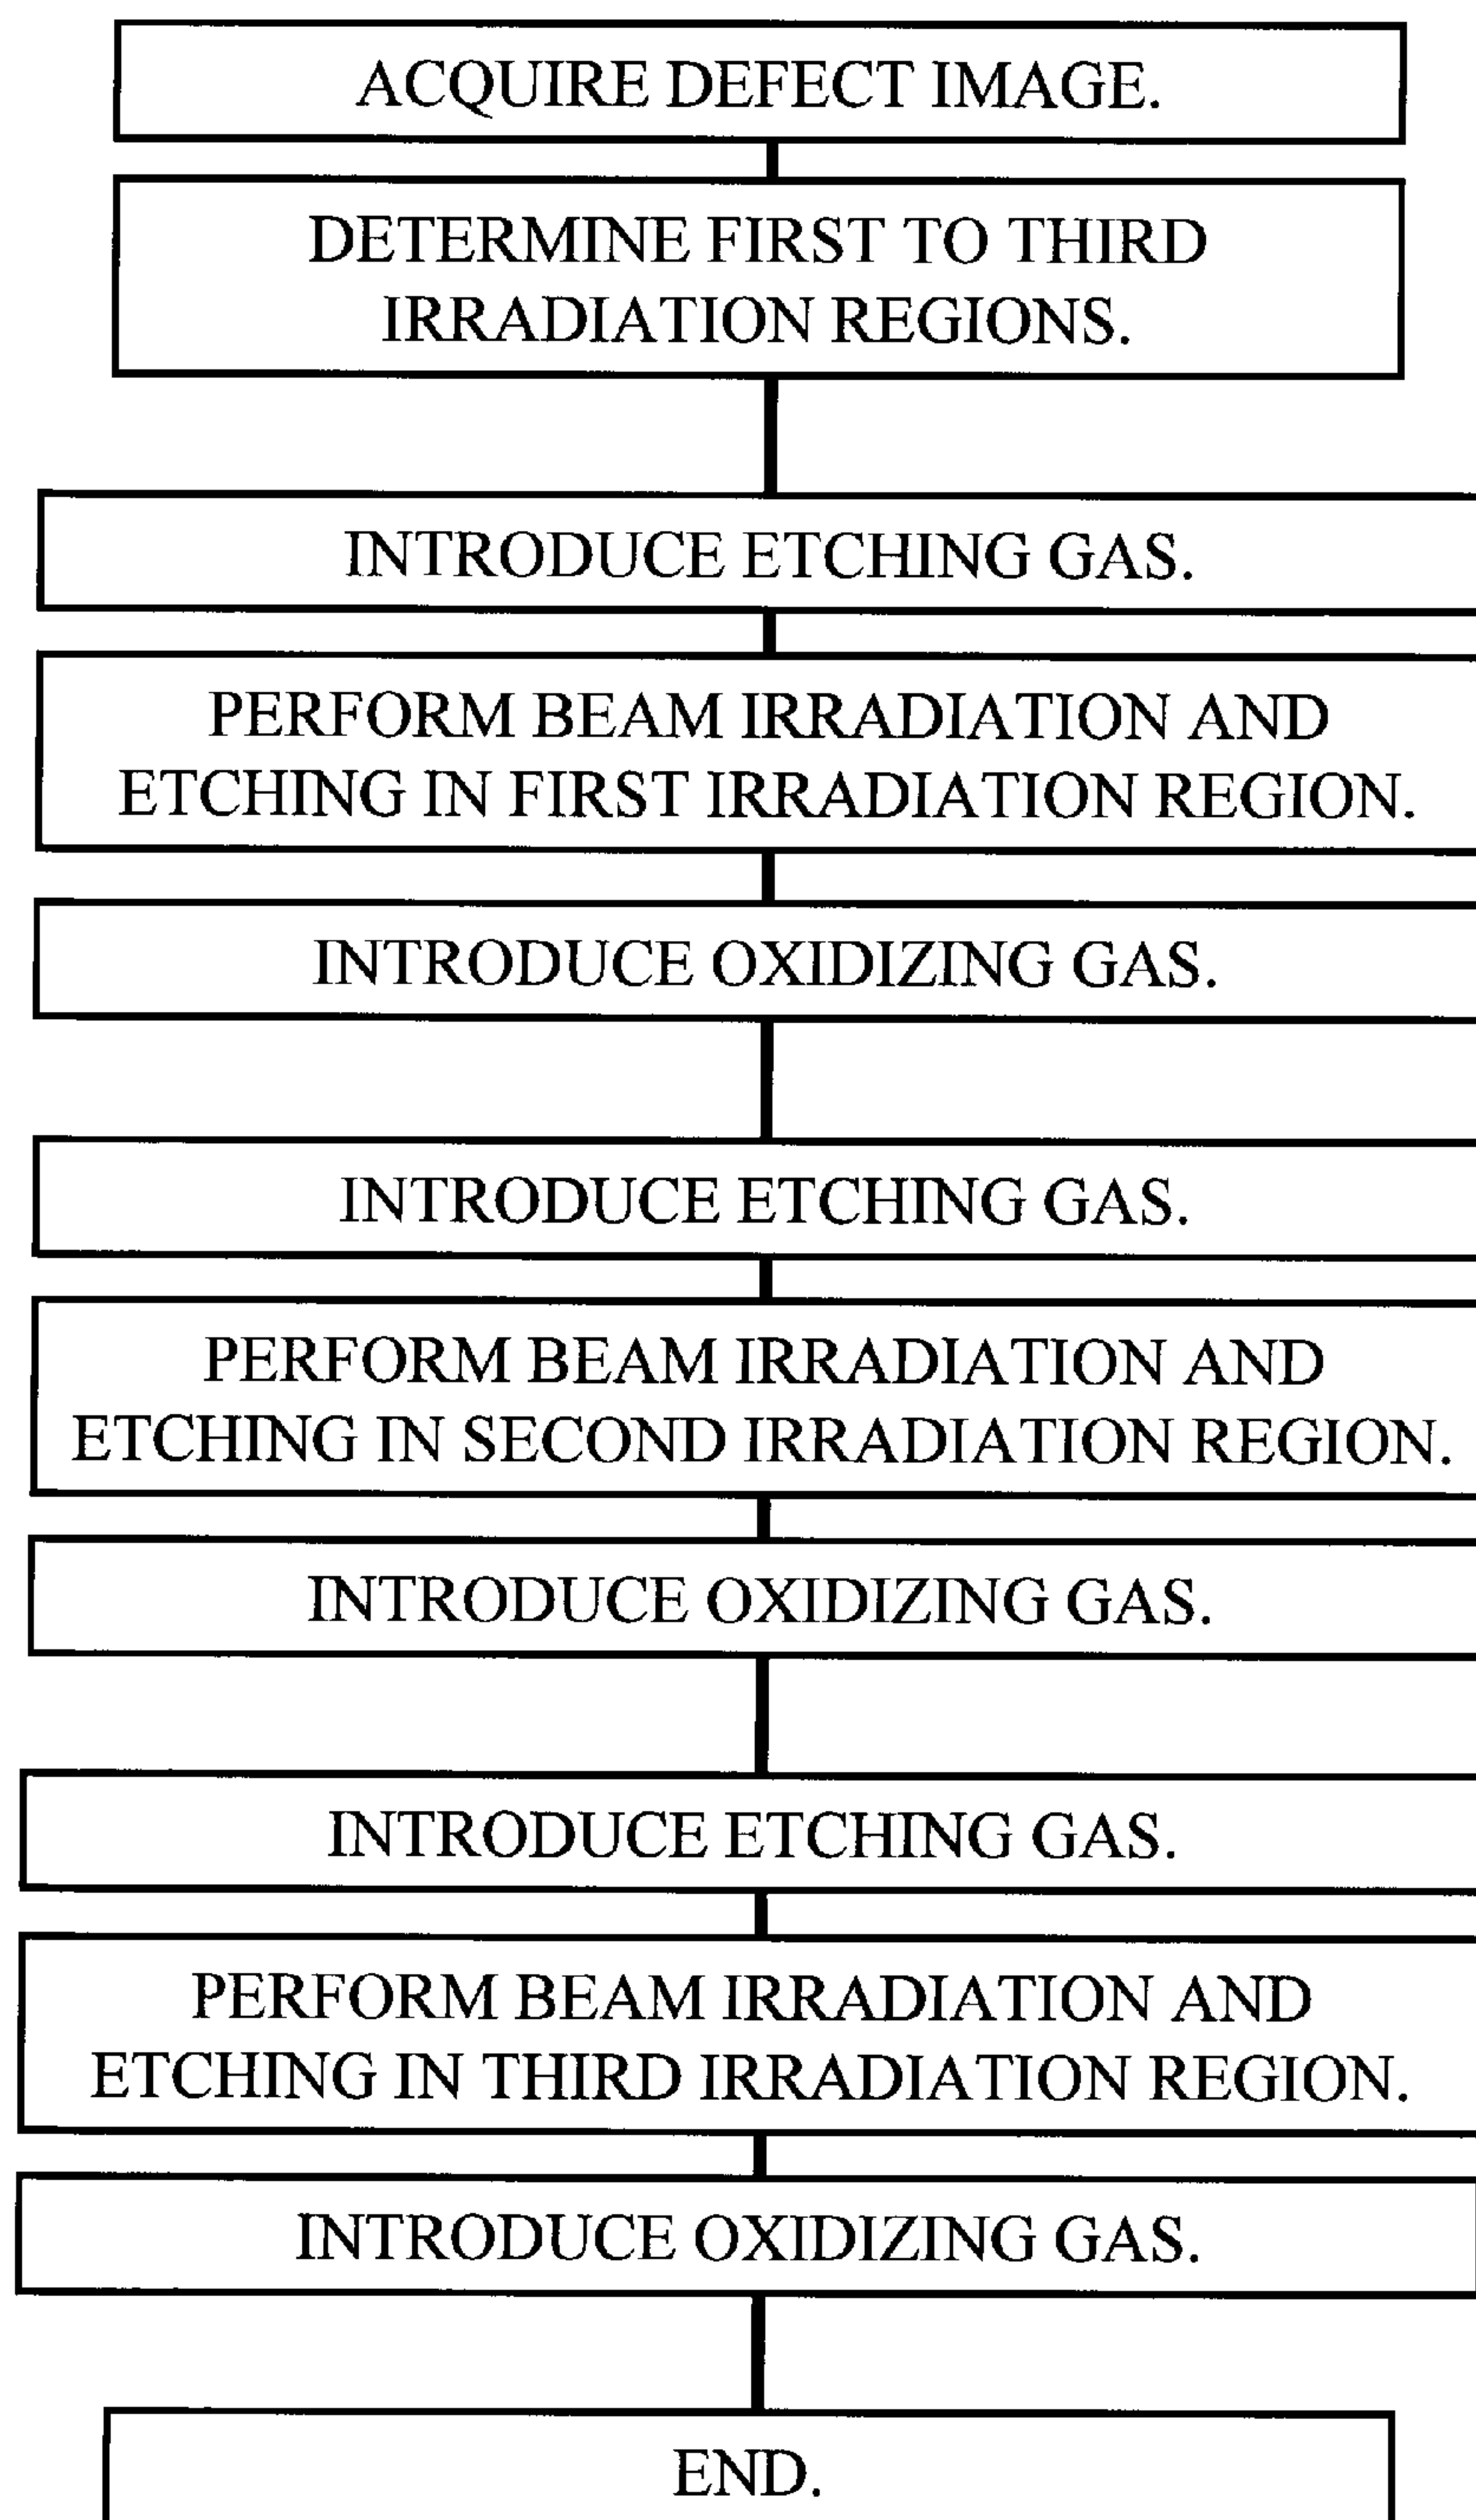 ACQUIRE DEFECT IMAGE.
DETERMINE FIRST TO THIRD
IRRADIATION REGIONS.
INTRODUCE ETCHING GAS.
PERFORM BEAM IRRADIATION AND
ETCHING IN FIRST IRRADIATION REGION.
INTRODUCE OXIDIZING GAS.
INTRODUCE ETCHING GAS.
PERFORM BEAM IRRADIATION AND
ETCHING IN SECOND IRRADIATION REGION.
INTRODUCE OXIDIZING GAS.
INTRODUCE ETCHING GAS.
PERFORM BEAM IRRADIATION AND
ETCHING IN THIRD IRRADIATION REGION.
INTRODUCE OXIDIZING GAS.
END.